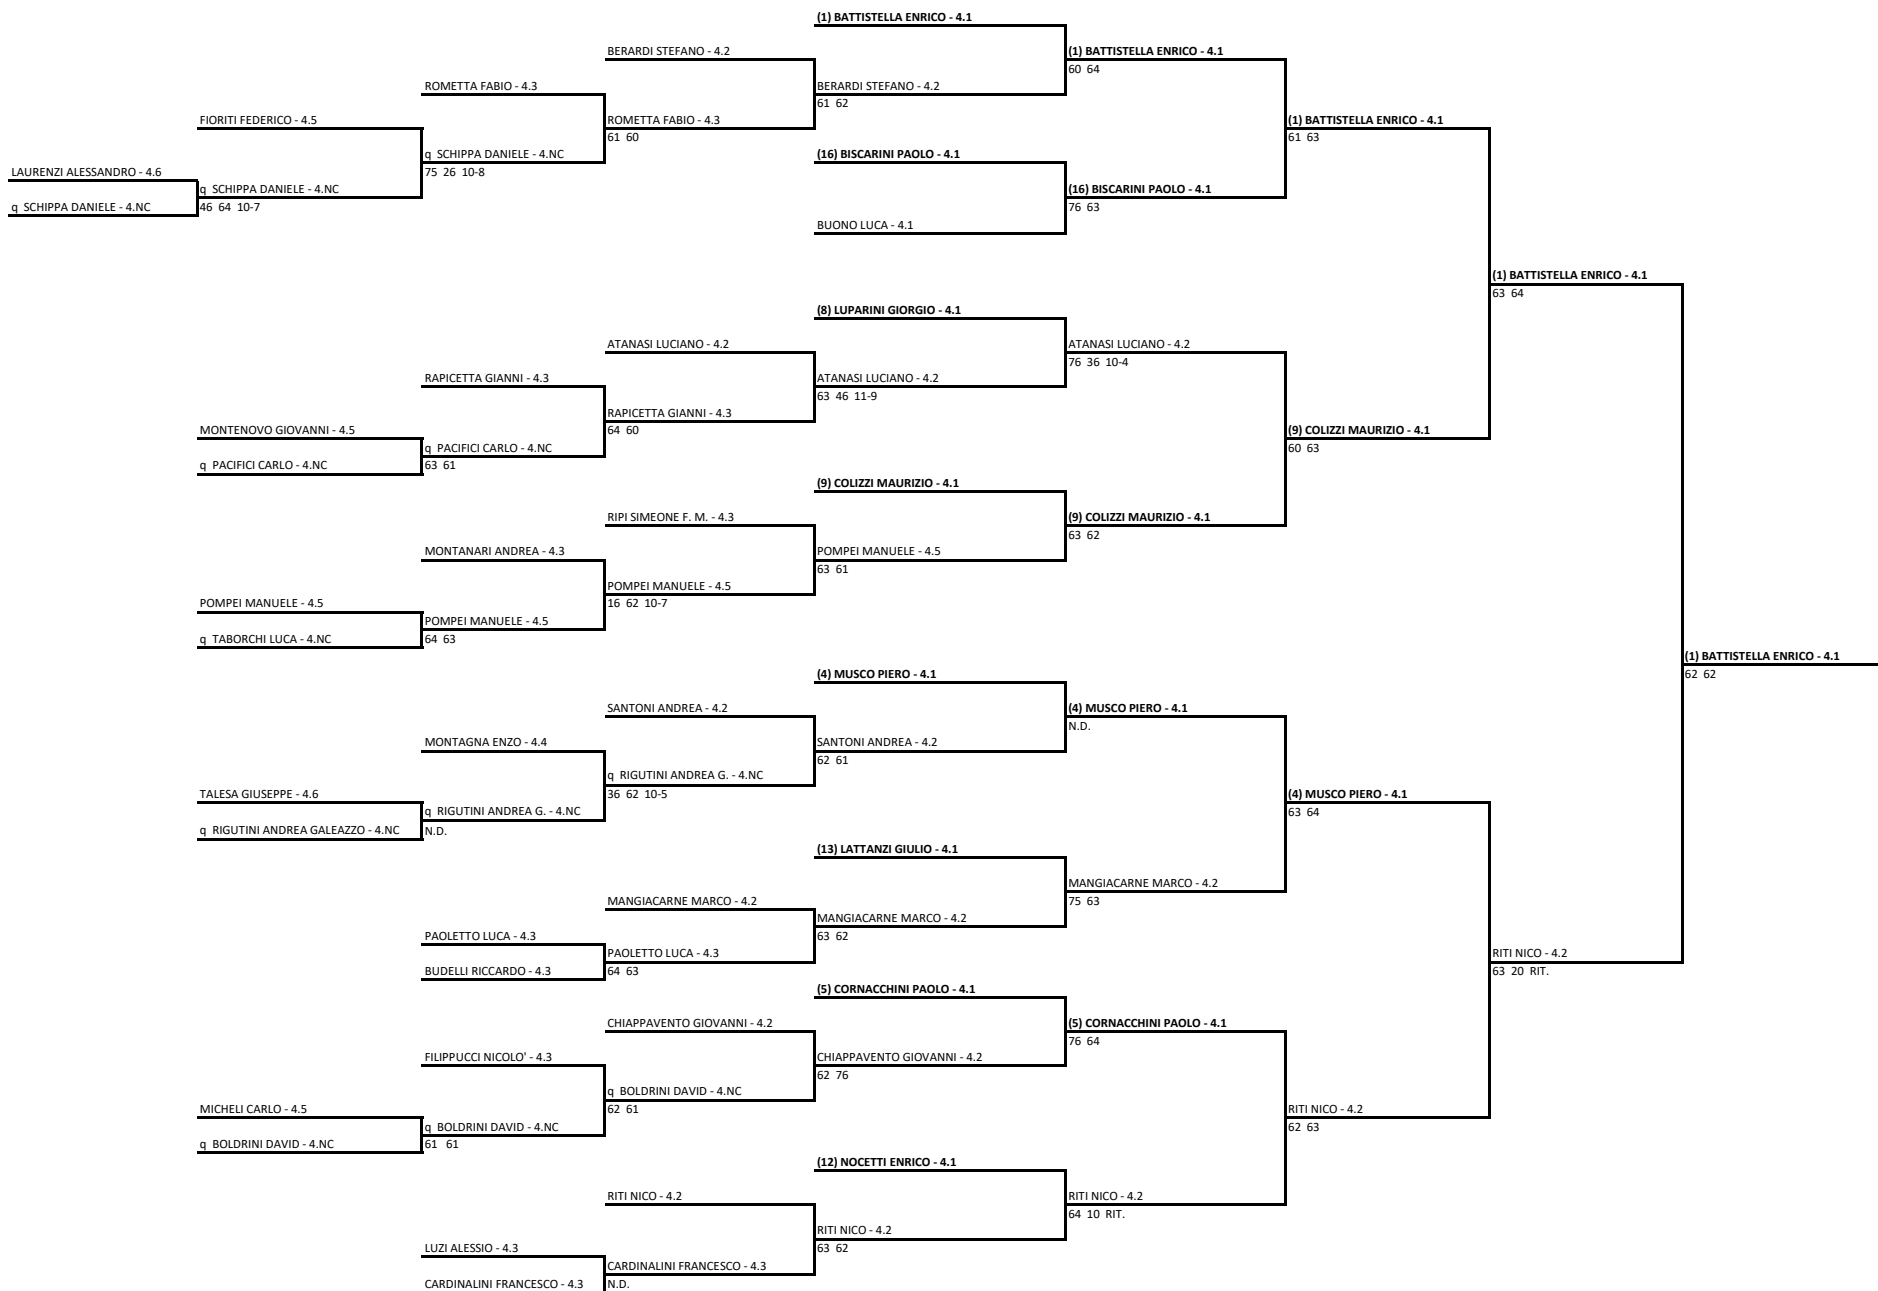 (1) BATTISTELLA ENRICO - 4.1
BERARDI STEFANO - 4.2
(1) BATTISTELLA ENRICO - 4.1
60 64
ROMETTA FABIO - 4.3
BERARDI STEFANO - 4.2
61 62
FIORITI FEDERICO - 4.5
ROMETTA FABIO - 4.3
61 60
(1) BATTISTELLA ENRICO - 4.1
61 63
q SCHIPPA DANIELE - 4.NC
75 26 10-8
(16) BISCARINI PAOLO - 4.1
LAURENZI ALESSANDRO - 4.6
q SCHIPPA DANIELE - 4.NC
46 64 10-7
(16) BISCARINI PAOLO - 4.1
76 63
q SCHIPPA DANIELE - 4.NC
BUONO LUCA - 4.1
(1) BATTISTELLA ENRICO - 4.1
63 64
(8) LUPARINI GIORGIO - 4.1
ATANASI LUCIANO - 4.2
ATANASI LUCIANO - 4.2
76 36 10-4
RAPICETTA GIANNI - 4.3
ATANASI LUCIANO - 4.2
63 46 11-9
RAPICETTA GIANNI - 4.3
64 60
MONTENOVO GIOVANNI - 4.5
(9) COLIZZI MAURIZIO - 4.1
60 63
q PACIFICI CARLO - 4.NC
63 61
q PACIFICI CARLO - 4.NC
(9) COLIZZI MAURIZIO - 4.1
RIPI SIMEONE F. M. - 4.3
(9) COLIZZI MAURIZIO - 4.1
63 62
MONTANARI ANDREA - 4.3
POMPEI MANUELE - 4.5
63 61
POMPEI MANUELE - 4.5
16 62 10-7
POMPEI MANUELE - 4.5
POMPEI MANUELE - 4.5
64 63
q TABORCHI LUCA - 4.NC
(1) BATTISTELLA ENRICO - 4.1
62 62
(4) MUSCO PIERO - 4.1
SANTONI ANDREA - 4.2
(4) MUSCO PIERO - 4.1
N.D.
MONTAGNA ENZO - 4.4
SANTONI ANDREA - 4.2
62 61
q RIGUTINI ANDREA G. - 4.NC
36 62 10-5
TALESA GIUSEPPE - 4.6
(4) MUSCO PIERO - 4.1
63 64
q RIGUTINI ANDREA G. - 4.NC
N.D.
q RIGUTINI ANDREA GALEAZZO - 4.NC
(13) LATTANZI GIULIO - 4.1
MANGIACARNE MARCO - 4.2
75 63
MANGIACARNE MARCO - 4.2
MANGIACARNE MARCO - 4.2
63 62
PAOLETTO LUCA - 4.3
PAOLETTO LUCA - 4.3
64 63
RITI NICO - 4.2
63 20 RIT.
BUDELLI RICCARDO - 4.3
(5) CORNACCHINI PAOLO - 4.1
CHIAPPAVENTO GIOVANNI - 4.2
(5) CORNACCHINI PAOLO - 4.1
76 64
FILIPPUCCI NICOLO' - 4.3
CHIAPPAVENTO GIOVANNI - 4.2
62 76
q BOLDRINI DAVID - 4.NC
62 61
MICHELI CARLO - 4.5
RITI NICO - 4.2
62 63
q BOLDRINI DAVID - 4.NC
61 61
q BOLDRINI DAVID - 4.NC
(12) NOCETTI ENRICO - 4.1
RITI NICO - 4.2
RITI NICO - 4.2
64 10 RIT.
RITI NICO - 4.2
63 62
LUZI ALESSIO - 4.3
CARDINALINI FRANCESCO - 4.3
N.D.
CARDINALINI FRANCESCO - 4.3